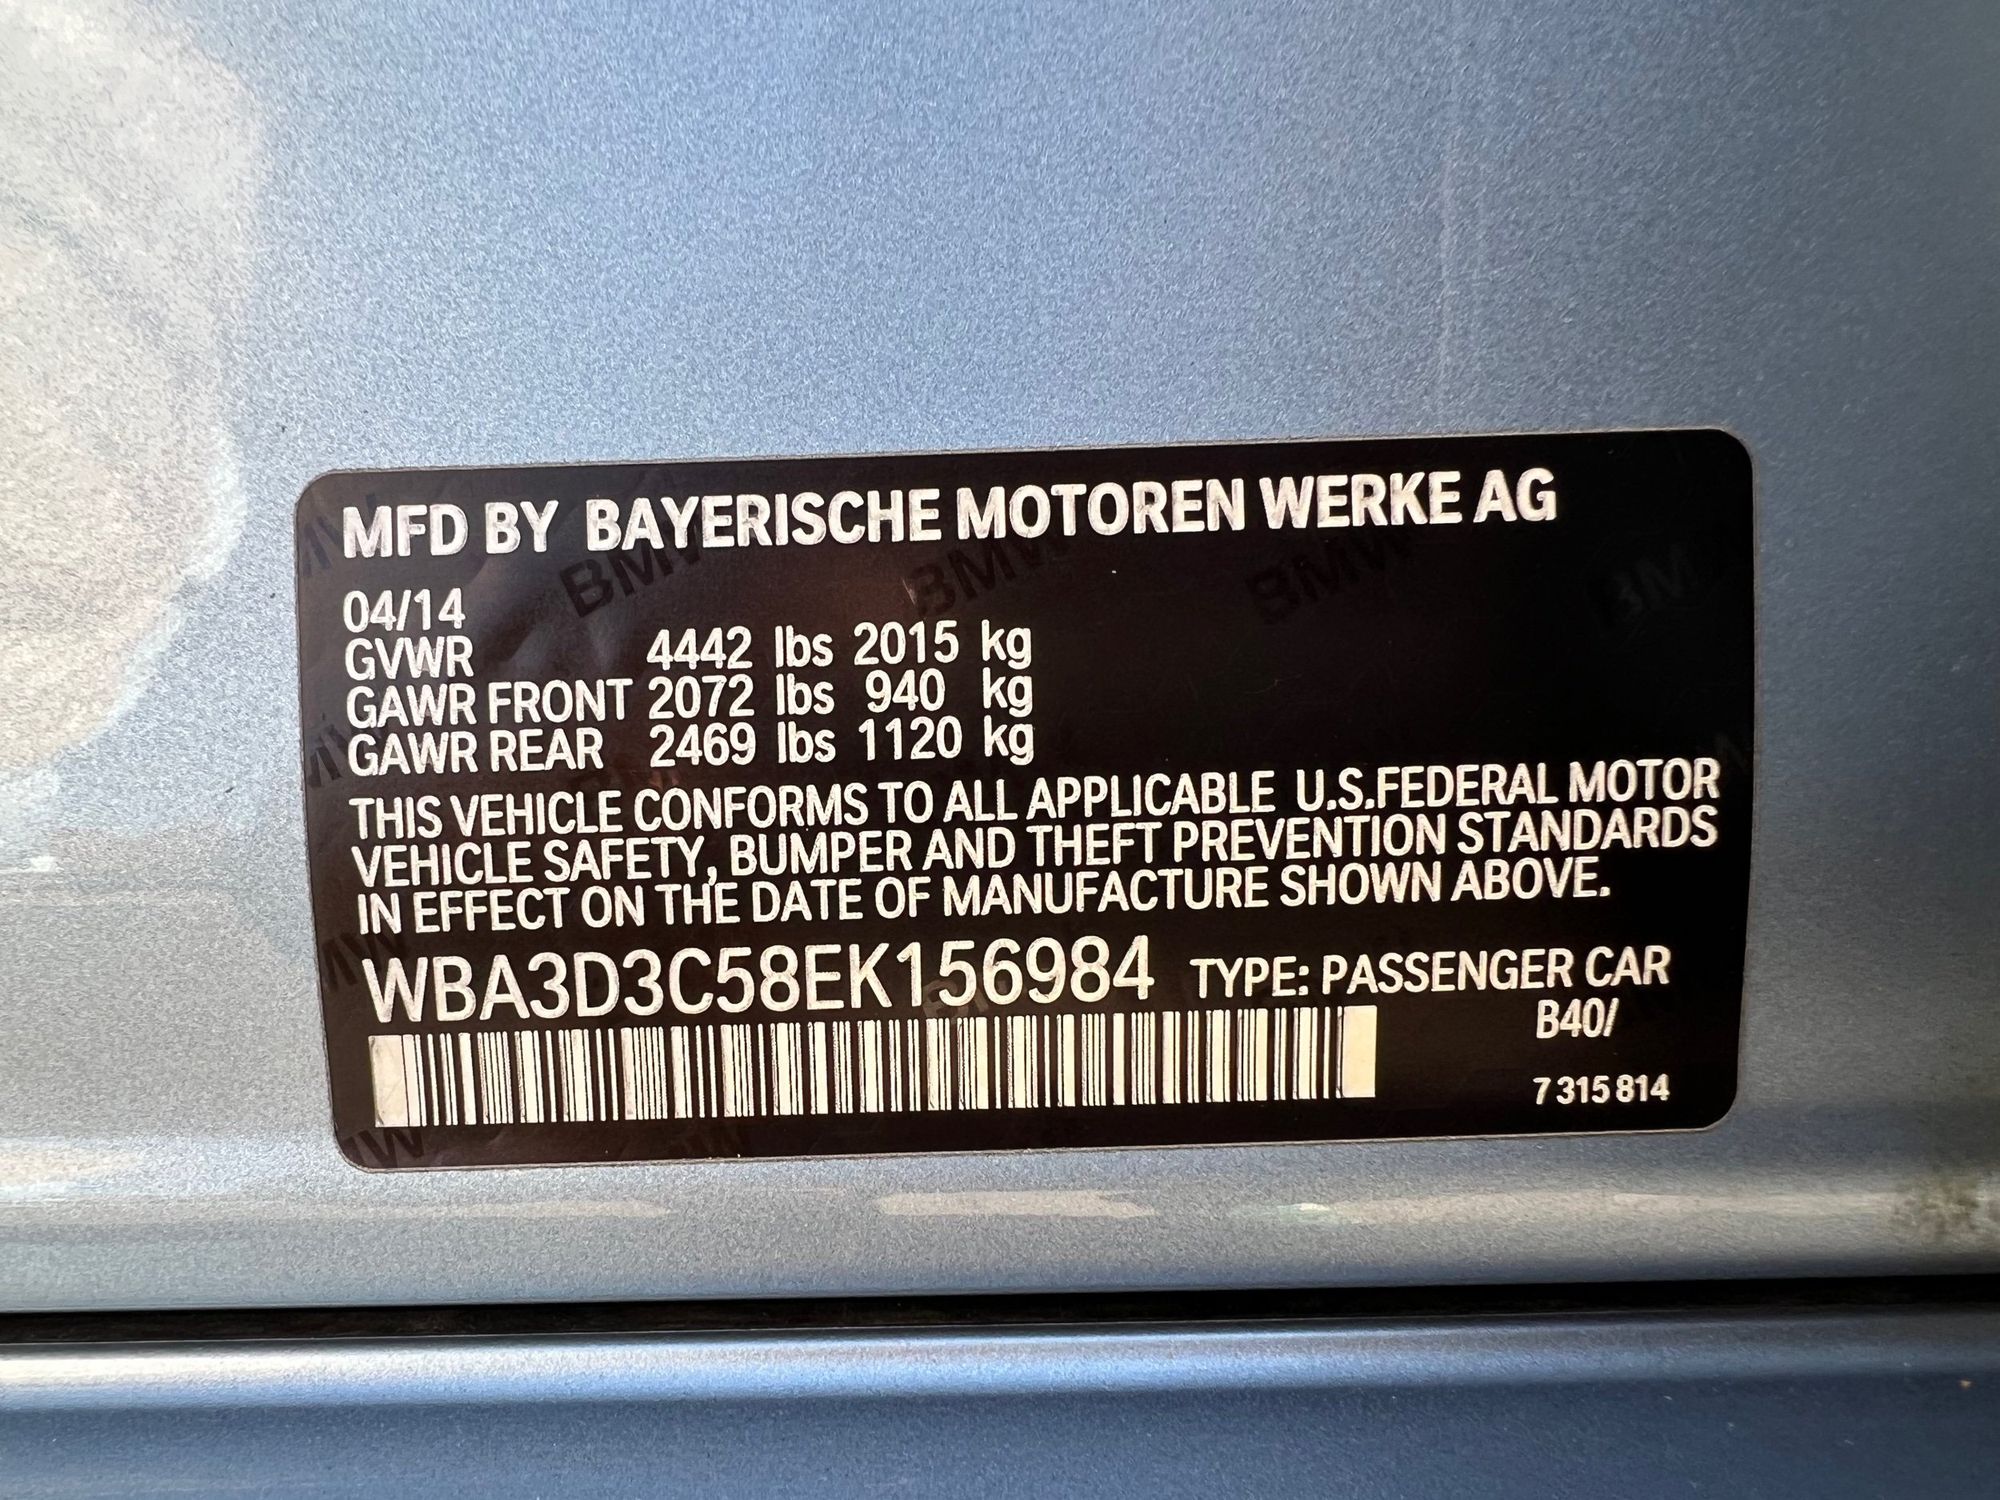 MFD BY BAYERISCHE MOTOREN WERKE AG
04/14
GVWR 4442 lbs 2015 kg
GAWR FRONT 2072 lbs 940 kg
GAWR REAR 2469 lbs 1120 kg
THIS VEHICLE CONFORMS TO ALL APPLICABLE U.S.FEDERAL MOTOR
VEHICLE SAFETY, BUMPER AND THEFT PREVENTION STANDARDS
IN EFFECT ON THE DATE OF MANUFACTURE SHOWN ABOVE.
WBA3D3C58EK156984 TYPE: PASSENGER CAR
B40/
7 315 814